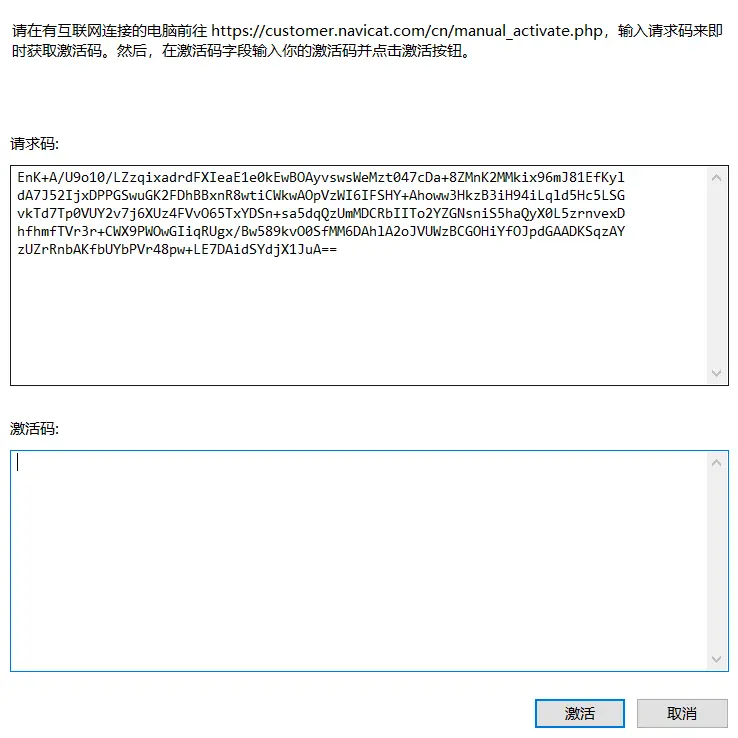 请在有互联网连接的电脑前往 https://customer.navicat.com/cn/manual_activate.php，输入请求码来即
时获取激活码。然后，在激活码字段输入你的激活码并点击激活按钮。
请求码:
EnK+A/U9o10/LZzqixadrdFXIeaE1e0kEwBOAyvswsWeMzt047cDa+8ZMnK2MMkix96mJ81EfKyl
dA7J52IjxDPPGSwuGK2FDhBBxnR8wtiCWkwAOpVzWI6IFSHY+Ahoww3HkzB3iH94iLqld5Hc5LSG
vkTd7Tp0VUY2v7j6XUz4FVvO65TxYDSn+sa5dqQzUmMDCRbIITo2YZGNsniS5haQyX0L5zrnvexD
hfhmfTVr3r+CWX9PWOwGIiqRUgx/Bw589kvO0SfMM6DAhlA2oJVUWzBCGOHiYfOJpdGAADKSqzAY
zUZrRnbAKfbUYbPVr48pw+LE7DAidSYdjX1JuA==
激活码:
激活
取消